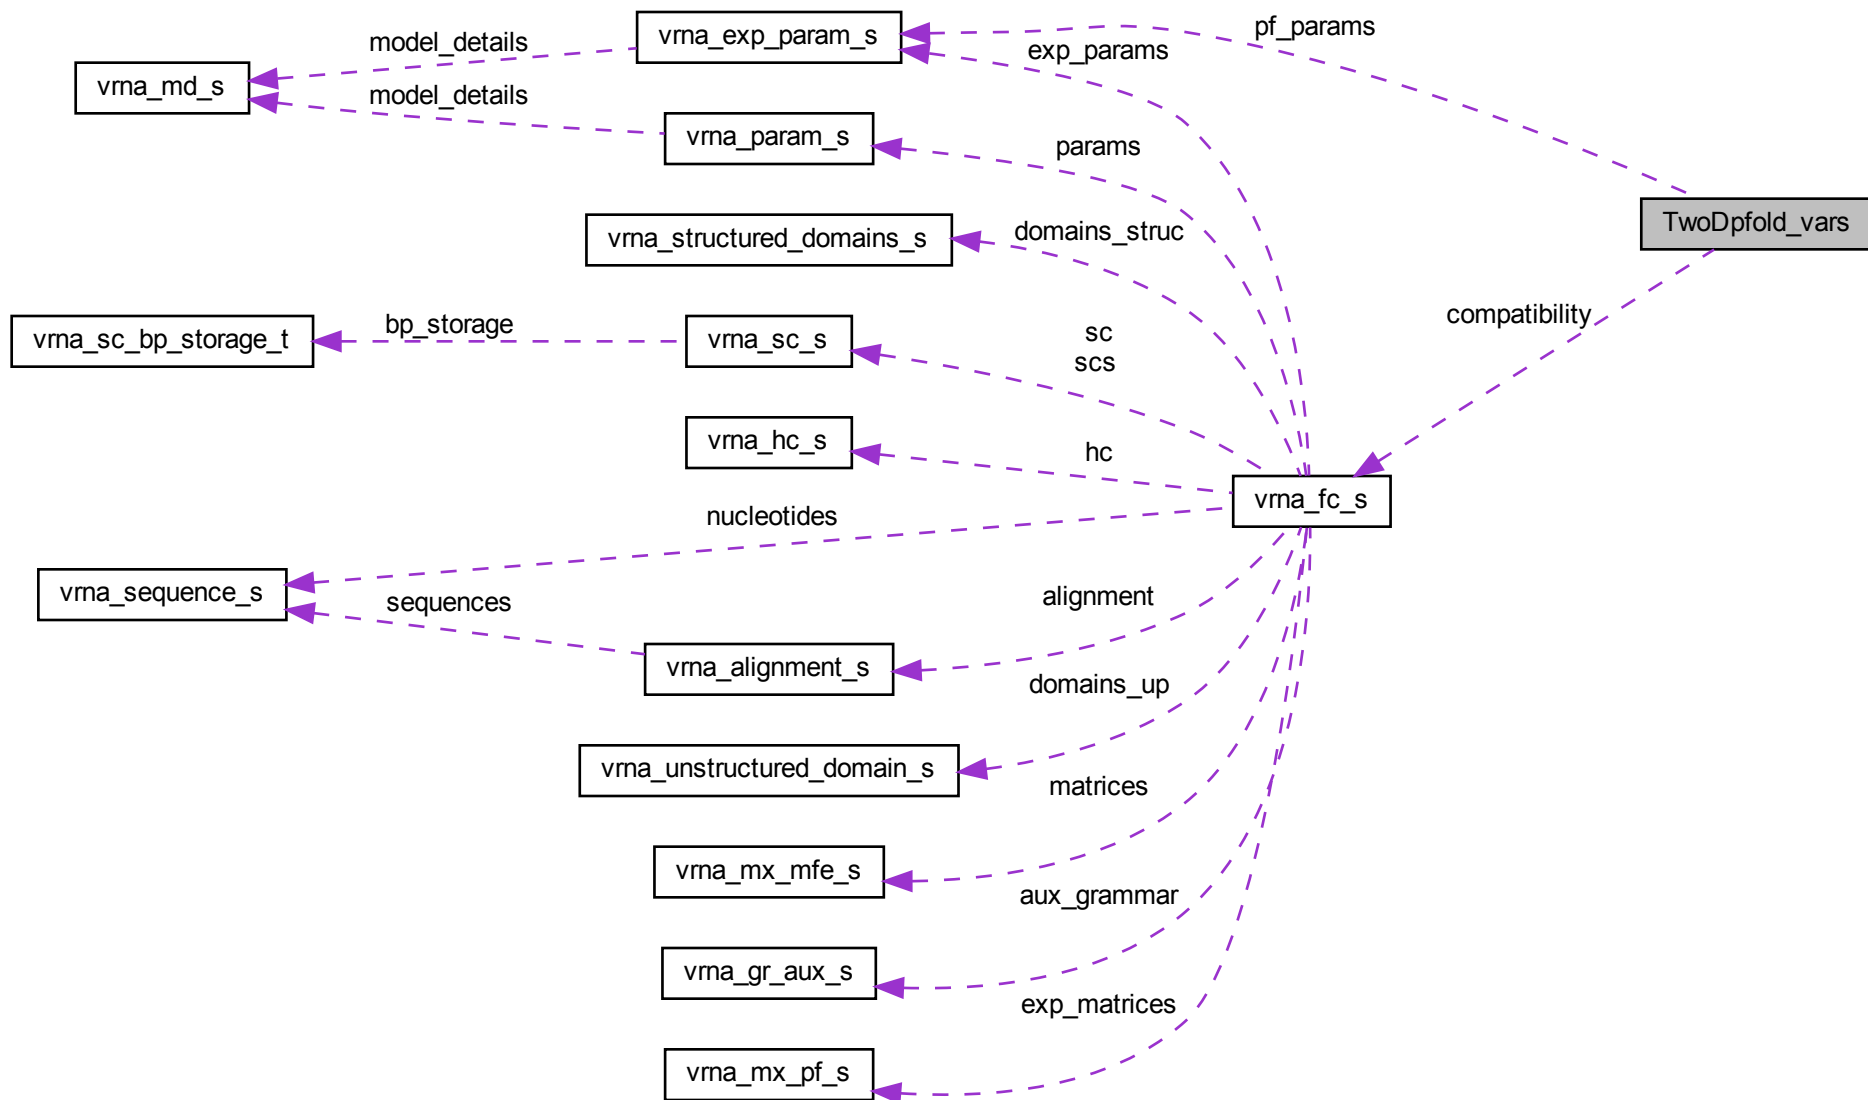 pf_params
vrna_exp_param_s
model_details
exp_params
vrna_md_s
model_details
vrna_param_s
params
TwoDpfold_vars
domains_struc
vrna_structured_domains_s
compatibility
bp_storage
sc
vrna_sc_bp_storage_t
vrna_sc_s
scs
vrna_hc_s
hc
vrna_fc_s
nucleotides
vrna_sequence_s
sequences
alignment
vrna_alignment_s
domains_up
vrna_unstructured_domain_s
matrices
vrna_mx_mfe_s
aux_grammar
vrna_gr_aux_s
exp_matrices
vrna_mx_pf_s